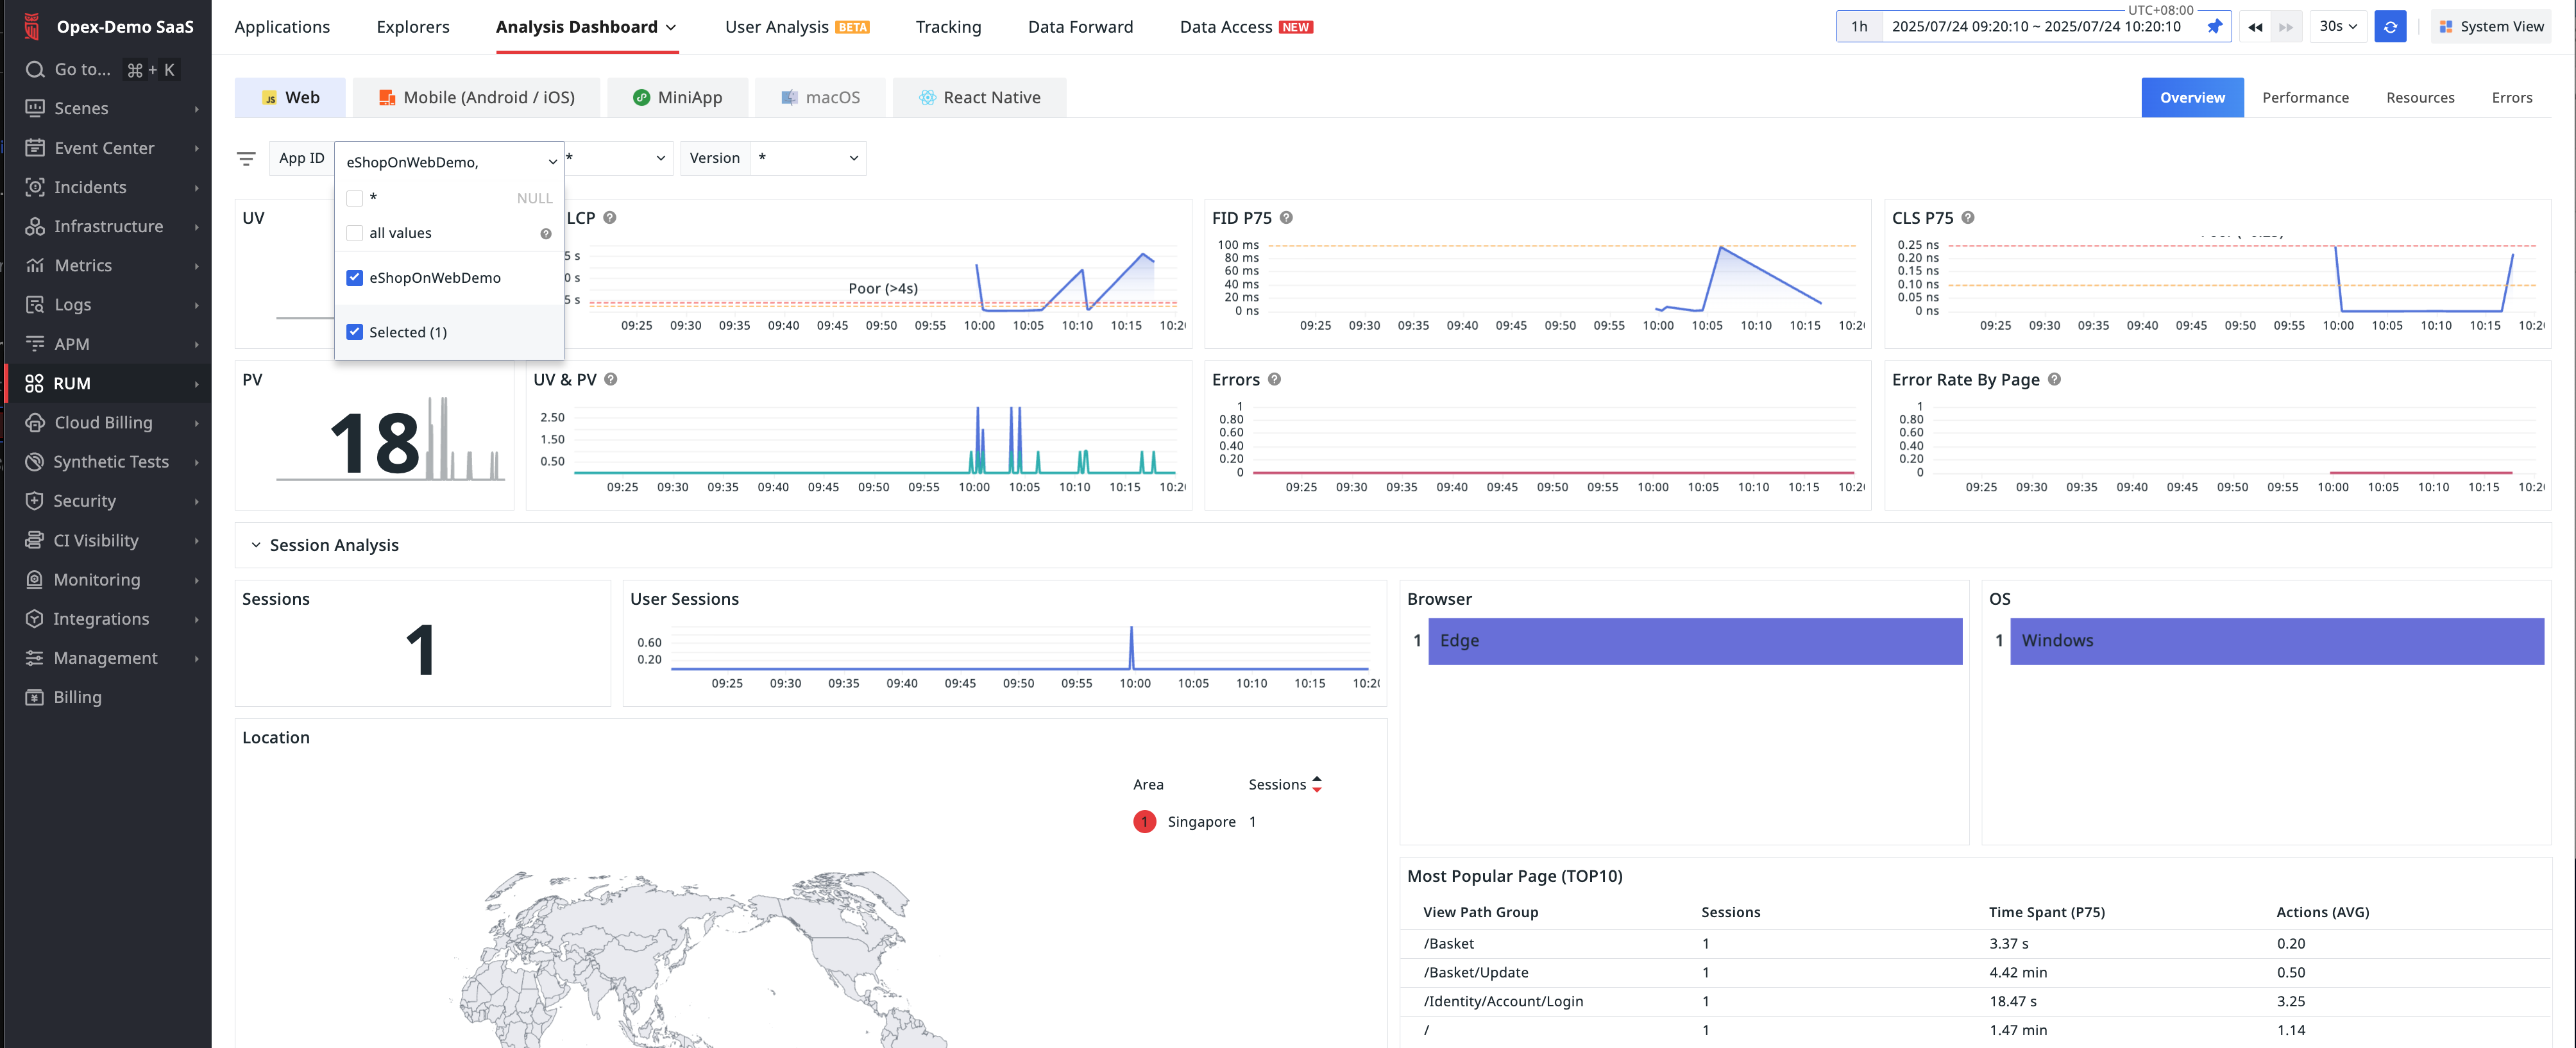 Opex-Demo SaaS
Go to... ⌘ + K
Scenes
Event Center
Incidents
Infrastructure
Metrics
Logs
APM
RUM
Cloud Billing
Synthetic Tests
Security
CI Visibility
Monitoring
Integrations
Management
Billing
Applications Explorers Analysis Dashboard User Analysis BETA Tracking Data Forward Data Access NEW
UTC+08:00
1h 2025/07/24 09:20:10 ~ 2025/07/24 10:20:10 30s System View
JS Web Mobile (Android / iOS) MiniApp macOS React Native
Overview Performance Resources Errors
App ID eShopOnWebDemo, * Version *
* NULL
all values
eShopOnWebDemo
Selected (1)
UV
LCP
5 s
0 s
5 s
Poor (>4s)
09:25 09:30 09:35 09:40 09:45 09:50 09:55 10:00 10:05 10:10 10:15 10:20
FID P75
100 ms
80 ms
60 ms
40 ms
20 ms
0 ns
09:25 09:30 09:35 09:40 09:45 09:50 09:55 10:00 10:05 10:10 10:15 10:20
CLS P75
0.25 ns
0.20 ns
0.15 ns
0.10 ns
0.05 ns
0 ns
09:25 09:30 09:35 09:40 09:45 09:50 09:55 10:00 10:05 10:10 10:15 10:20
PV
18
UV & PV
2.50
1.50
0.50
09:25 09:30 09:35 09:40 09:45 09:50 09:55 10:00 10:05 10:10 10:15 10:20
Errors
1
0.80
0.60
0.40
0.20
0
09:25 09:30 09:35 09:40 09:45 09:50 09:55 10:00 10:05 10:10 10:15 10:20
Error Rate By Page
1
0.80
0.60
0.40
0.20
0
09:25 09:30 09:35 09:40 09:45 09:50 09:55 10:00 10:05 10:10 10:15 10:20
Session Analysis
Sessions
1
User Sessions
0.60
0.20
09:25 09:30 09:35 09:40 09:45 09:50 09:55 10:00 10:05 10:10 10:15 10:20
Browser
1 Edge
OS
1 Windows
Location
Area Sessions
1 Singapore 1
Most Popular Page (TOP10)
View Path Group Sessions Time Spant (P75) Actions (AVG)
/Basket 1 3.37 s 0.20
/Basket/Update 1 4.42 min 0.50
/Identity/Account/Login 1 18.47 s 3.25
/ 1 1.47 min 1.14